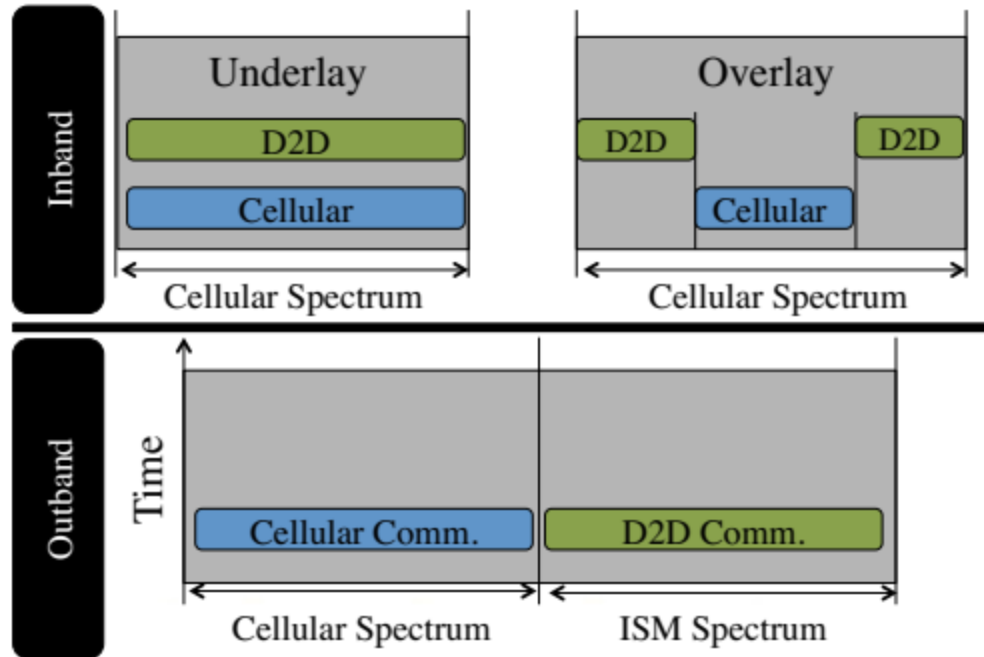 Inband
Underlay
D2D
Cellular
Cellular Spectrum
Overlay
D2D
D2D
Cellular
Cellular Spectrum
Outband
Time
Cellular Comm.
D2D Comm.
Cellular Spectrum
ISM Spectrum